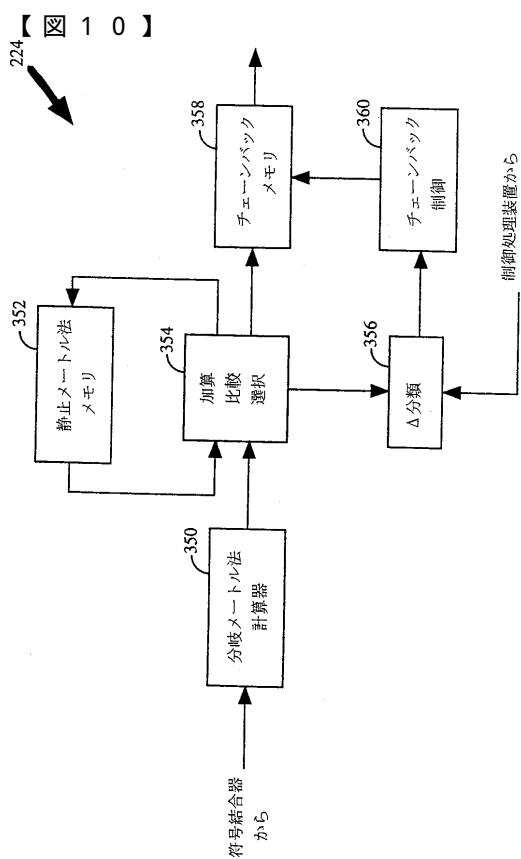 【図１０】
224
352
静止メートル法
メモリ
354
加算
比較
選択
358
チェーンバック
メモリ
360
チェーンバック
制御
356
Δ分類
制御処理装置から
350
分岐メートル法
計算器
符号結合器
から